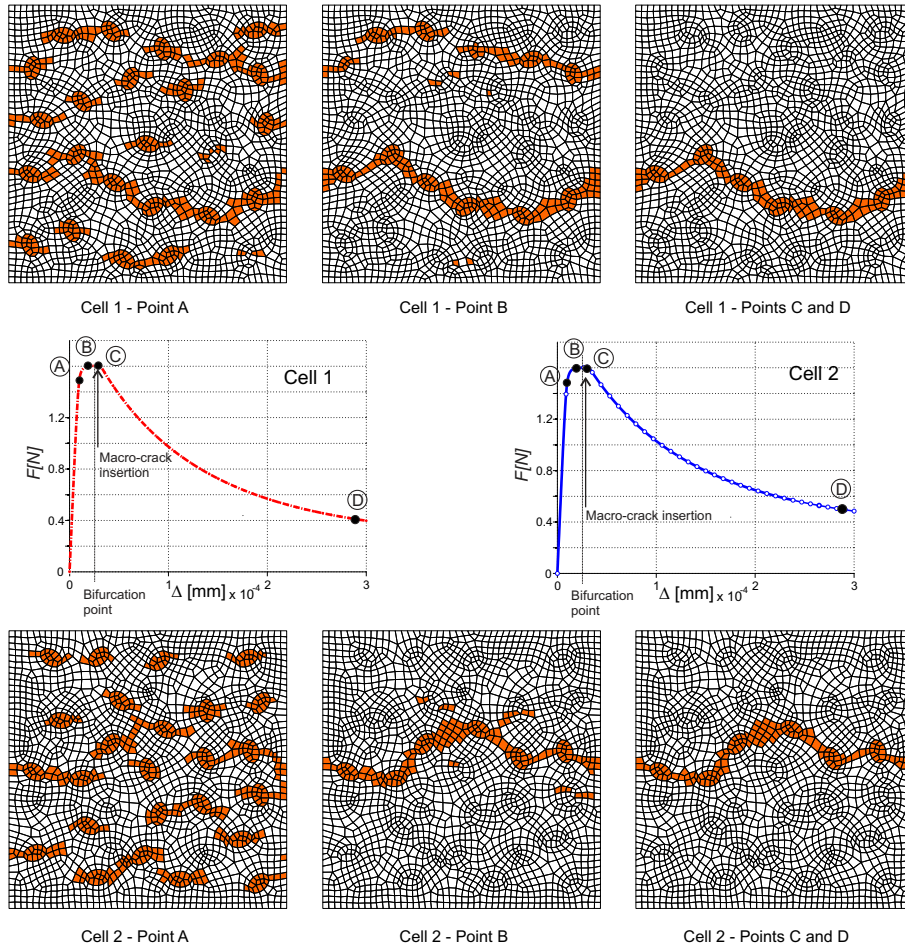 Cell 1 - Point A
Cell 1 - Point B
Cell 1 - Points C and D
A
B
C
Cell 1
F[N]
1.2
0.8
0.4
0
Macro-crack
insertion
D
0
1
2
3
Bifurcation
point
Δ [mm] x 10⁻⁴
A
B
C
Cell 2
F[N]
1.2
0.8
0.4
0
Macro-crack insertion
D
0
1
2
3
Bifurcation
point
Δ [mm] x 10⁻⁴
Cell 2 - Point A
Cell 2 - Point B
Cell 2 - Points C and D